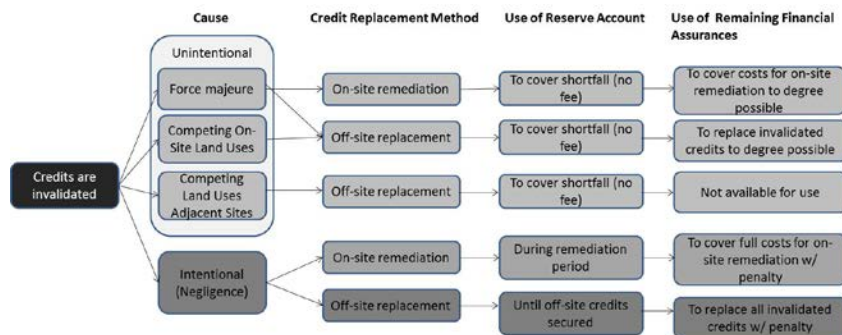 Cause
Credit Replacement Method
Use of Reserve Account
Use of Remaining Financial
Assurances
Unintentional
Force majeure
On-site remediation
To cover shortfall (no
fee)
To cover costs for on-site
remediation to degree
possible
Competing On-
Site Land Uses
Off-site replacement
To cover shortfall (no
fee)
To replace invalidated
credits to degree possible
Credits are
invalidated
Competing
Land Uses
Adjacent Sites
Off-site replacement
To cover shortfall (no
fee)
Not available for use
Intentional
(Negligence)
On-site remediation
During remediation
period
To cover full costs for on-
site remediation w/
penalty
Off-site replacement
Until off-site credits
secured
To replace all invalidated
credits w/ penalty